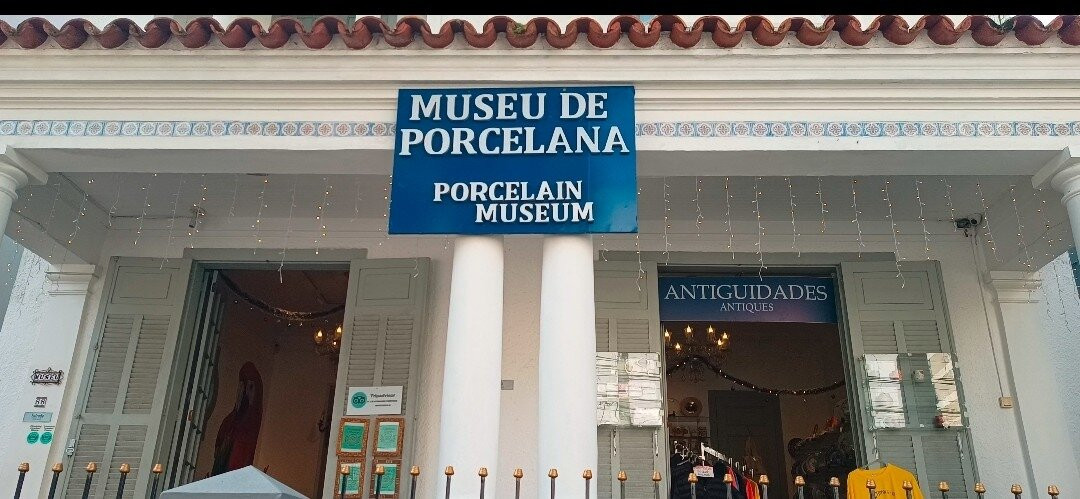 MUSEU DE
PORCELANA
PORCELAIN
MUSEUM
ANTIGUIDADES
ANTIQUES
Tripadvisor